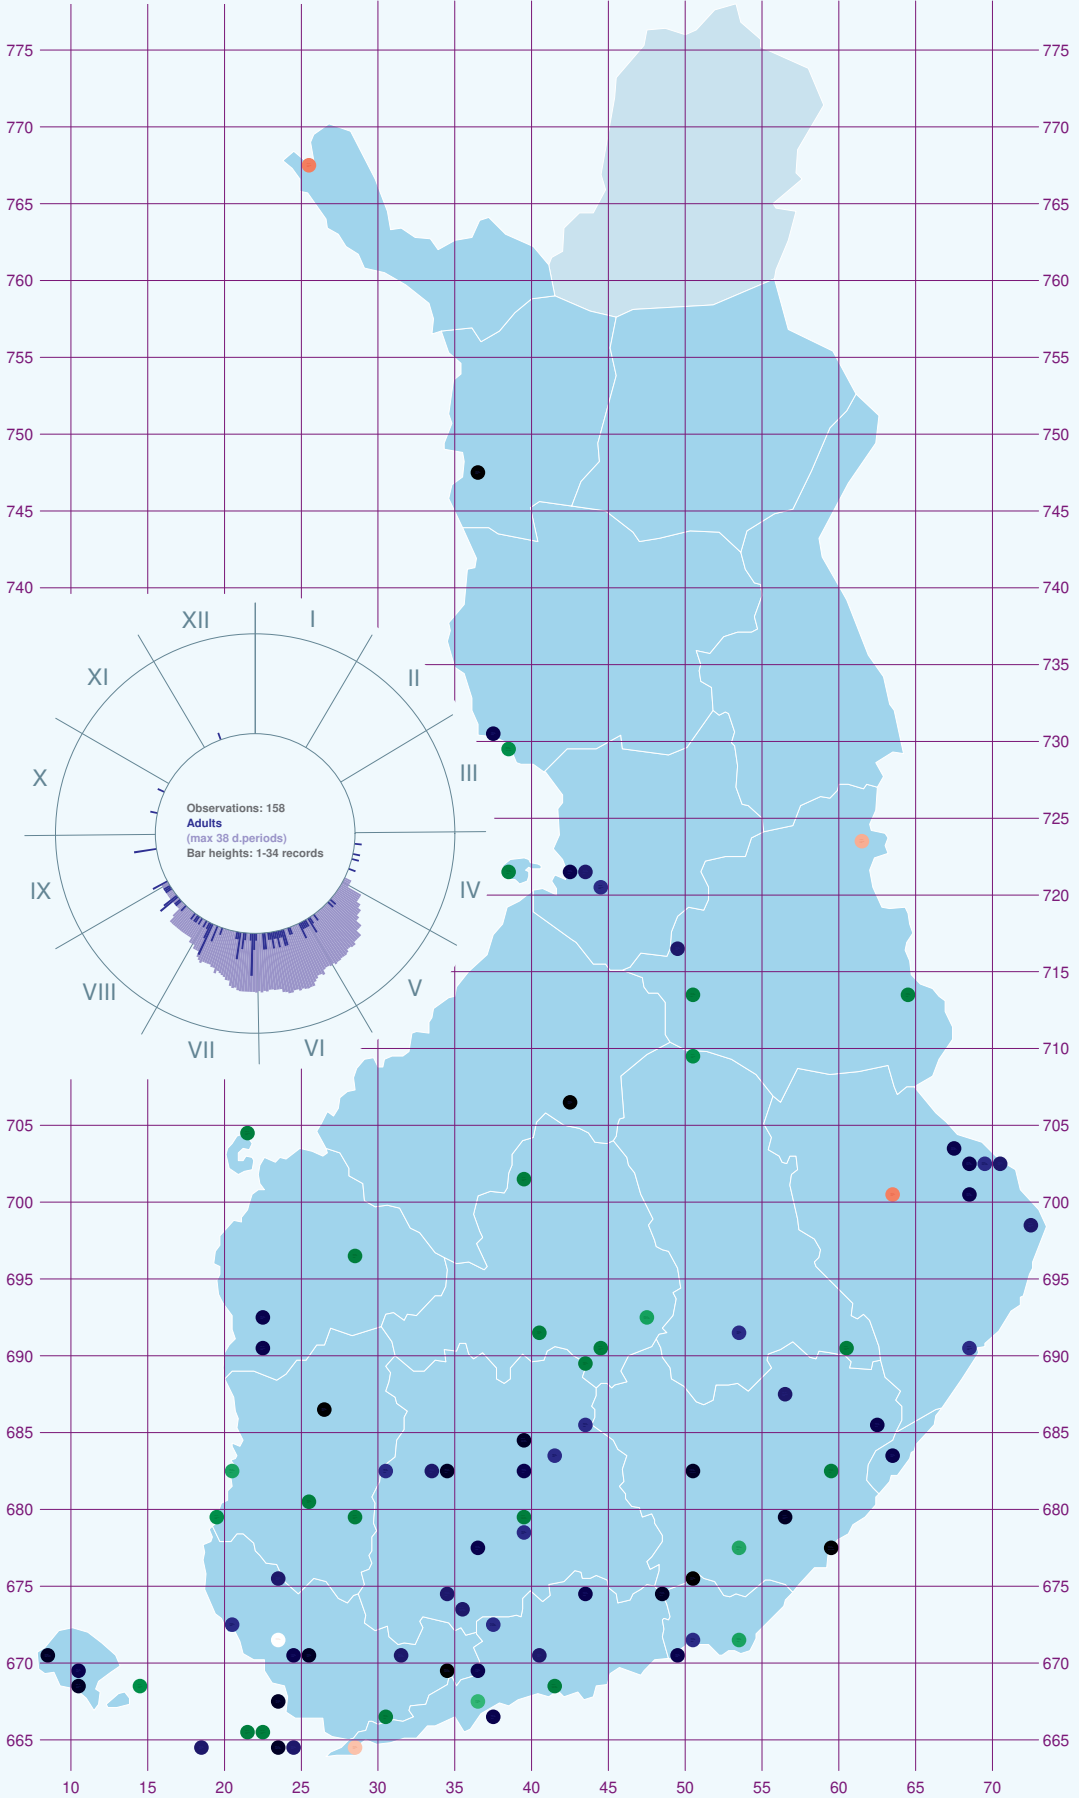 775 775
770 770
765 765
760 760
755 755
750 750
745 745
740 740
XII I
735 735
XI II
730 730
X III
Observations: 158
Adults
(max 38 d.periods)
Bar heights: 1-34 records
725
IX IV
720
VIII V
715
VII VI
710
705 705
700 700
695 695
690 690
685 685
680 680
675 675
670 670
665 665
10 15 20 25 30 35 40 45 50 55 60 65 70